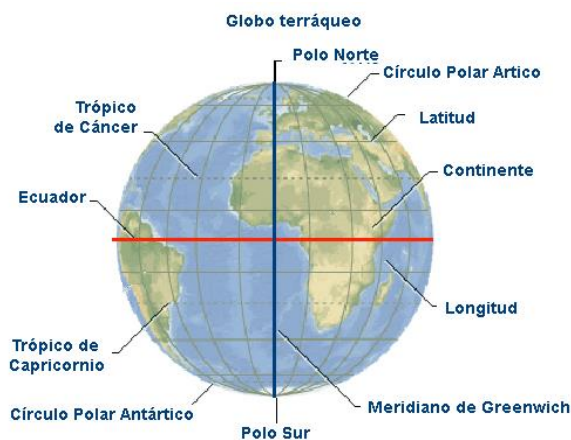 Globo terráqueo
Polo Norte
Círculo Polar Artico
Trópico
de Cáncer
Latitud
Continente
Ecuador
Longitud
Trópico de
Capricornio
Círculo Polar Antártico
Meridiano de Greenwich
Polo Sur